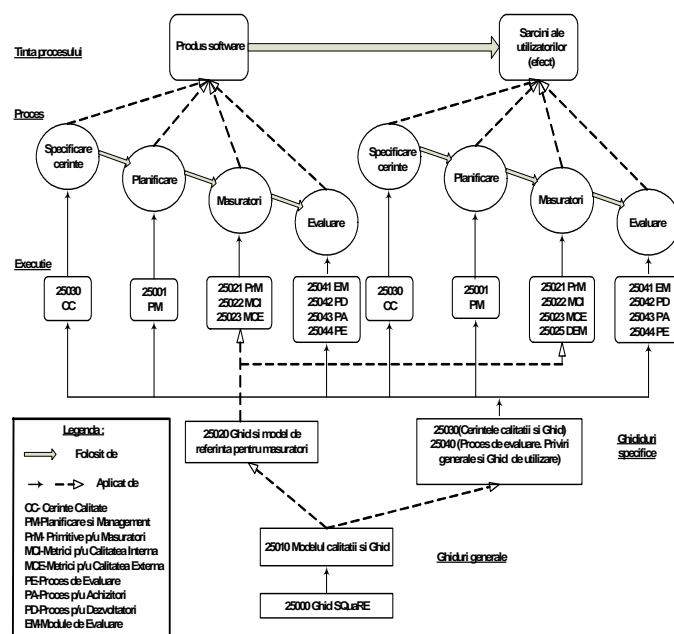 Tinta procesului
Produs software
Sarcini ale
utilizatorilor
(efect)
Proces
Specificare
cerinte
Planificare
Masuratori
Evaluare
Specificare
cerinte
Planificare
Masuratori
Evaluare
Executie
25030
CC
25001
PM
25021 PrM
25022 MCI
25023 MCE
25041 EM
25042 PD
25043 PA
25044 PE
25030
CC
25001
PM
25021 PrM
25022 MCI
25023 MCE
25025 DEM
25041 EM
25042 PD
25043 PA
25044 PE
Legenda :
Folosit de
Aplicat de
CC- Cerinte Calitate
PM-Planificare si Management
PrM- Primitive p/u Masuratori
MCI-Metrici p/u Calitatea Interna
MCE-Metrici p/u Calitatea Externa
PE-Proces de Evaluare
PA-Proces p/u Achizitori
PD-Proces p/u Dezvoltatori
EM-Module de Evaluare
25020 Ghid si model de
referinta pentru masuratori
25030(Cerintele calitatii si Ghid)
25040 (Proces de evaluare. Priviri
generale si Ghid de utilizare)
Ghididuri
specifice
25010 Modelul calitatii si Ghid
Ghiduri generale
25000 Ghid SQuaRE